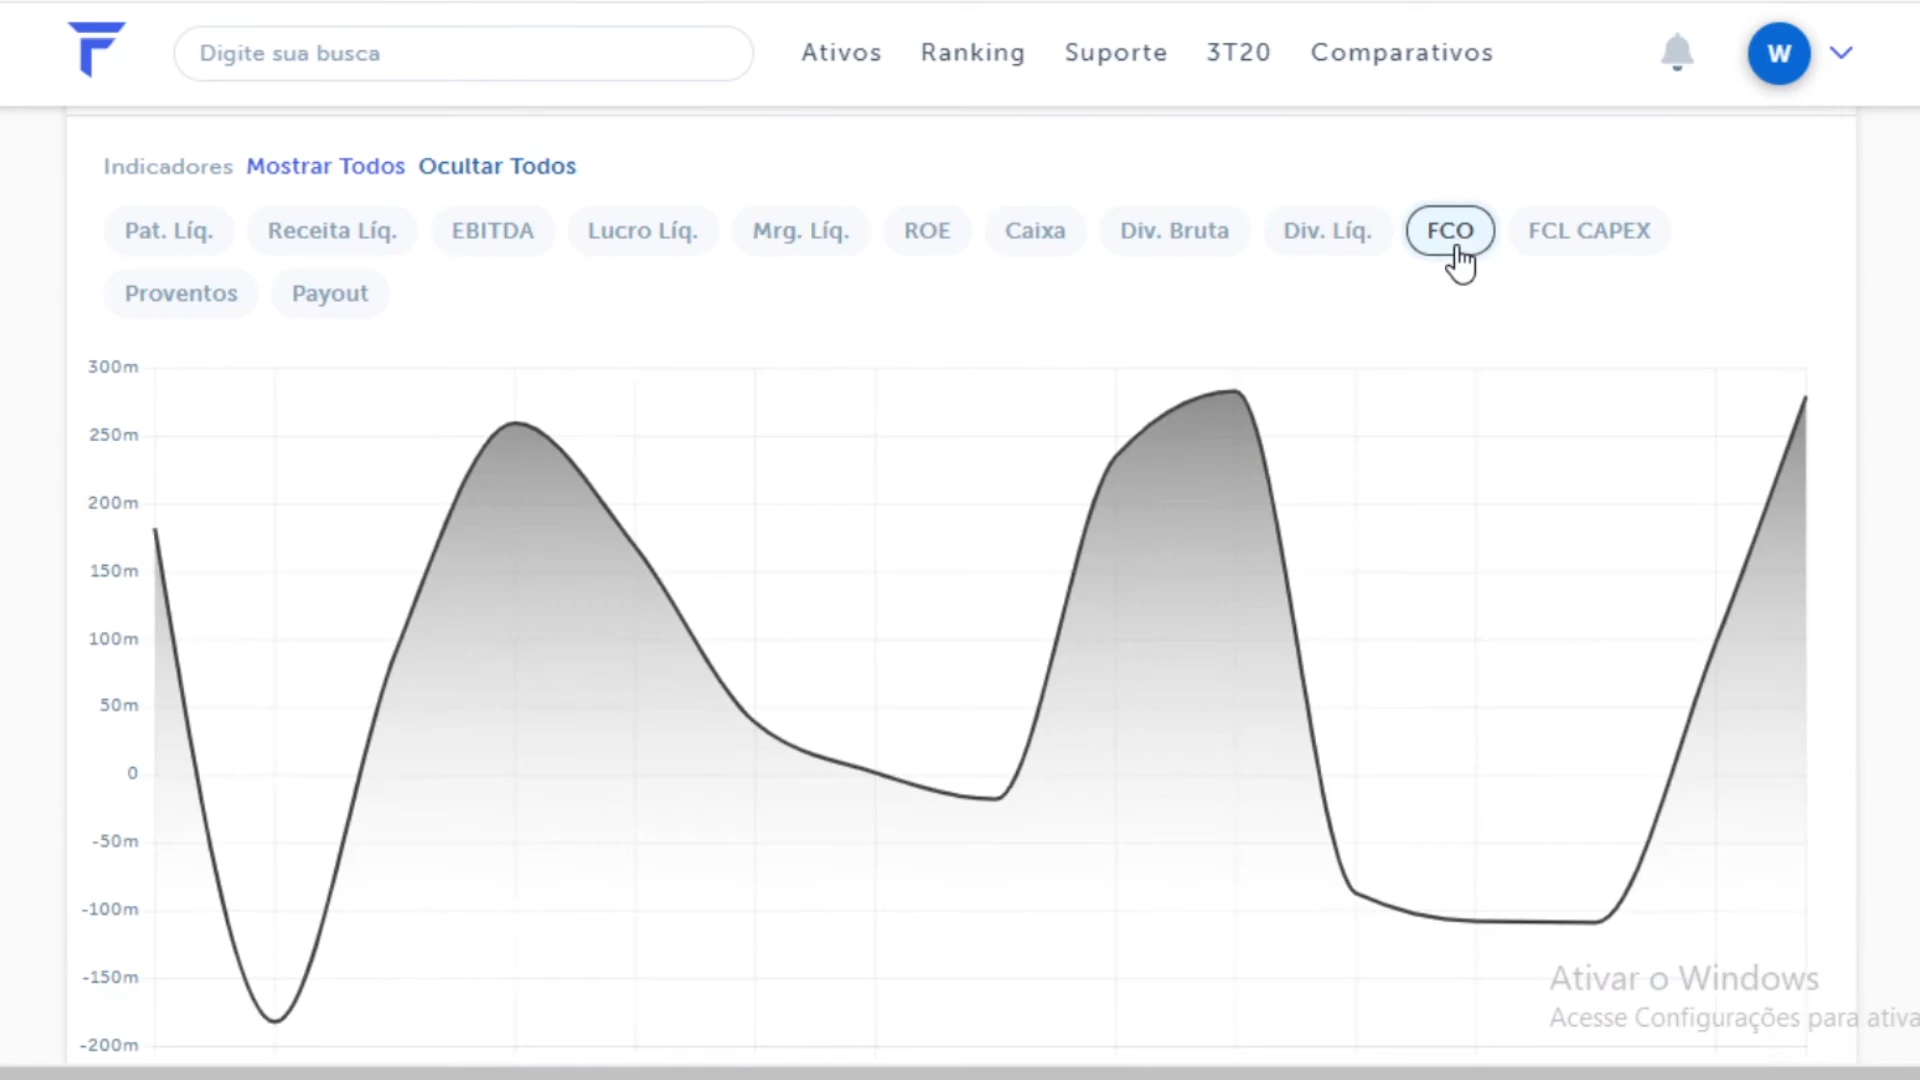 Digite sua busca
Ativos Ranking Suporte 3T20 Comparativos
W
Indicadores Mostrar Todos Ocultar Todos
Pat. Líq. Receita Líq. EBITDA Lucro Líq. Mrg. Líq. ROE Caixa Div. Bruta Div. Líq. FCO FCL CAPEX
Proventos Payout
300m
250m
200m
150m
100m
50m
0
-50m
-100m
-150m
-200m
Ativar o Windows
Acesse Configurações para ativa